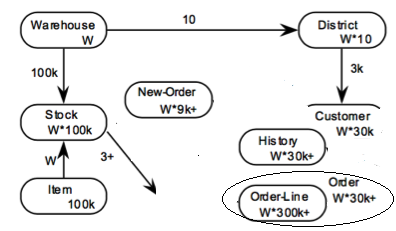 Warehouse
W
10
District
W*10
100k
3k
New-Order
W*9k+
Stock
W*100k
Customer
W*30k
History
W*30k+
W
3+
Item
100k
Order
W*30k+
Order-Line
W*300k+